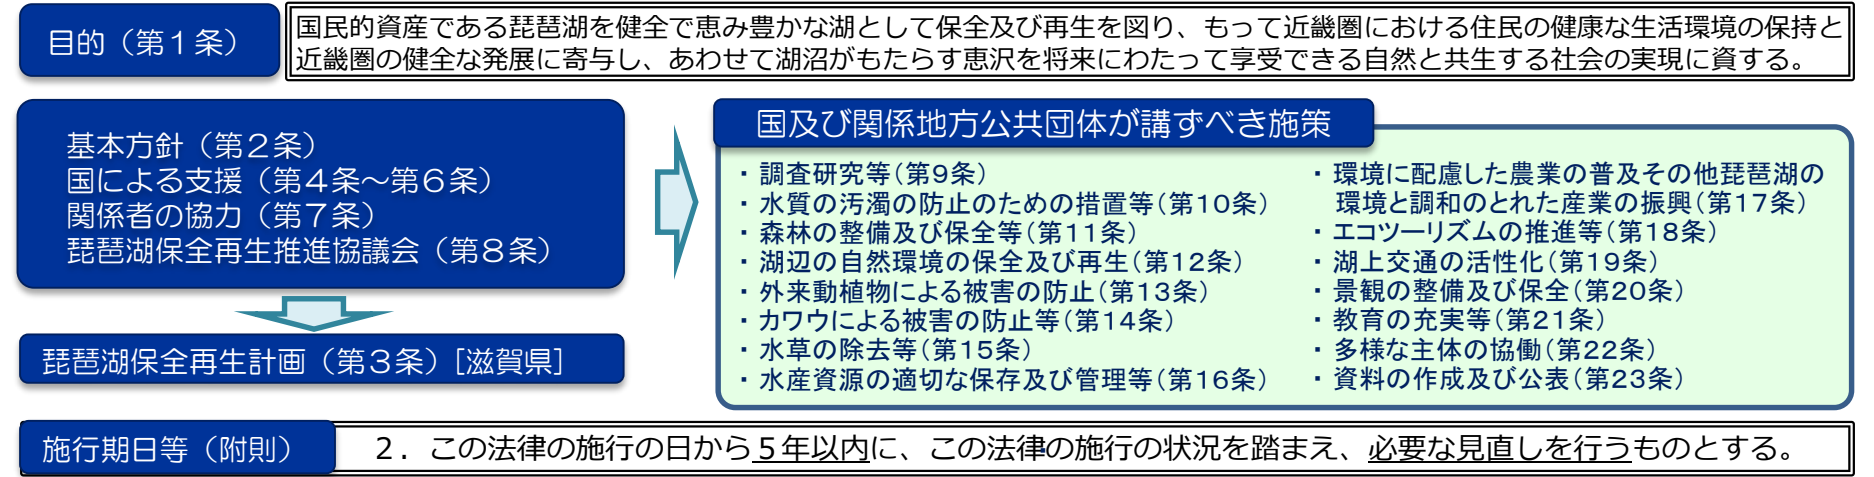 目的（第１条）
国民的資産である琵琶湖を健全で恵み豊かな湖として保全及び再生を図り、もって近畿圏における住民の健康な生活環境の保持と
近畿圏の健全な発展に寄与し、あわせて湖沼がもたらす恵沢を将来にわたって享受できる自然と共生する社会の実現に資する。
基本方針（第２条）
国による支援（第４条～第６条）
関係者の協力（第７条）
琵琶湖保全再生推進協議会（第８条）
琵琶湖保全再生計画（第３条）[滋賀県]
国及び関係地方公共団体が講ずべき施策
・調査研究等（第９条）
・水質の汚濁の防止のための措置等（第１０条）
・森林の整備及び保全等（第１１条）
・湖辺の自然環境の保全及び再生（第１２条）
・外来動植物による被害の防止（第１３条）
・カワウによる被害の防止等（第１４条）
・水草の除去等（第１５条）
・水産資源の適切な保存及び管理等（第１６条）
・環境に配慮した農業の普及その他琵琶湖の
環境と調和のとれた産業の振興（第１７条）
・エコツーリズムの推進等（第１８条）
・湖上交通の活性化（第１９条）
・景観の整備及び保全（第２０条）
・教育の充実等（第２１条）
・多様な主体の協働（第２２条）
・資料の作成及び公表（第２３条）
施行期日等（附則）
２．この法律の施行の日から５年以内に、この法律の施行の状況を踏まえ、必要な見直しを行うものとする。